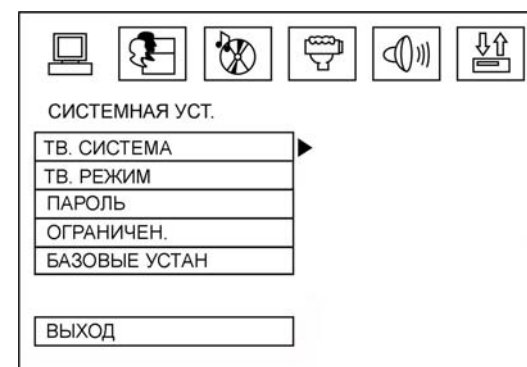 СИСТЕМНАЯ УСТ.
ТВ. СИСТЕМА
ТВ. РЕЖИМ
ПАРОЛЬ
ОГРАНИЧЕН.
БАЗОВЫЕ УСТАН
ВЫХОД